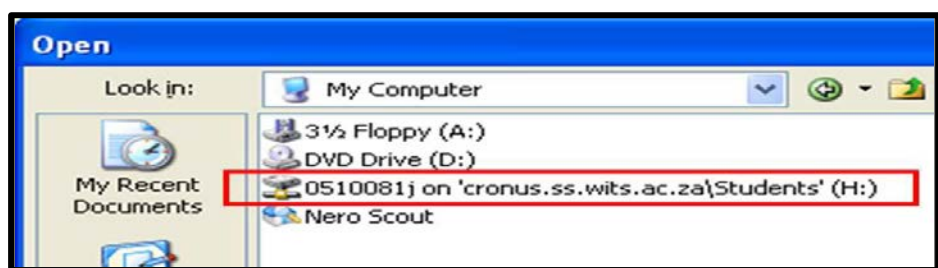 Open
Look in:
My Computer
3½ Floppy (A:)
DVD Drive (D:)
0510081j on 'cronus.ss.wits.ac.za\Students' (H:)
Nero Scout
My Recent
Documents